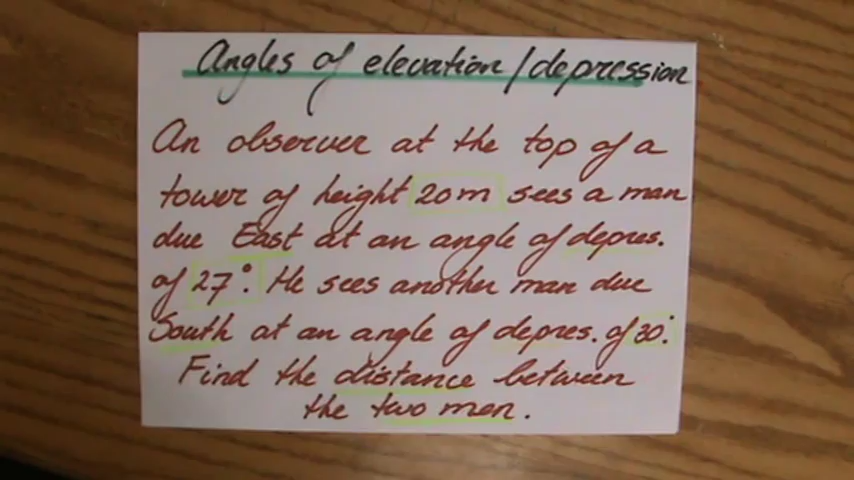 Angles of elevation/depression
An observer at the top of a
tower of height 20m sees a man
due East at an angle of depres.
of 27°. He sees another man due
South at an angle of depres. of 30°.
Find the distance between
the two men.